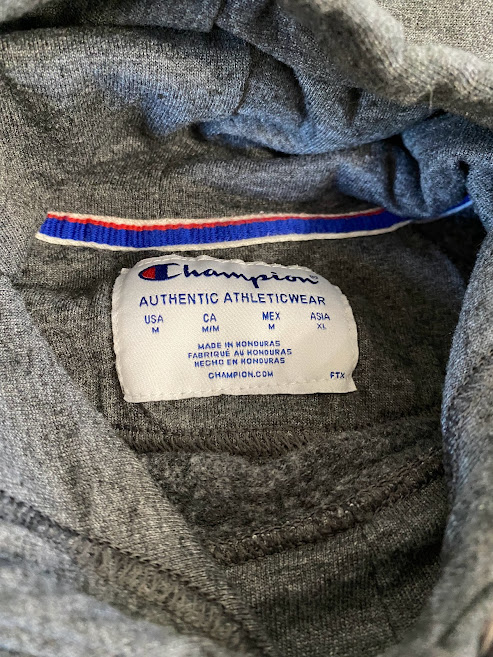 Champion®
AUTHENTIC ATHLETICWEAR
USA CA MEX ASIA
M M/M M XL
MADE IN HONDURAS
FABRIQUÉ AU HONDURAS
HECHO EN HONDURAS
CHAMPION.COM FTX